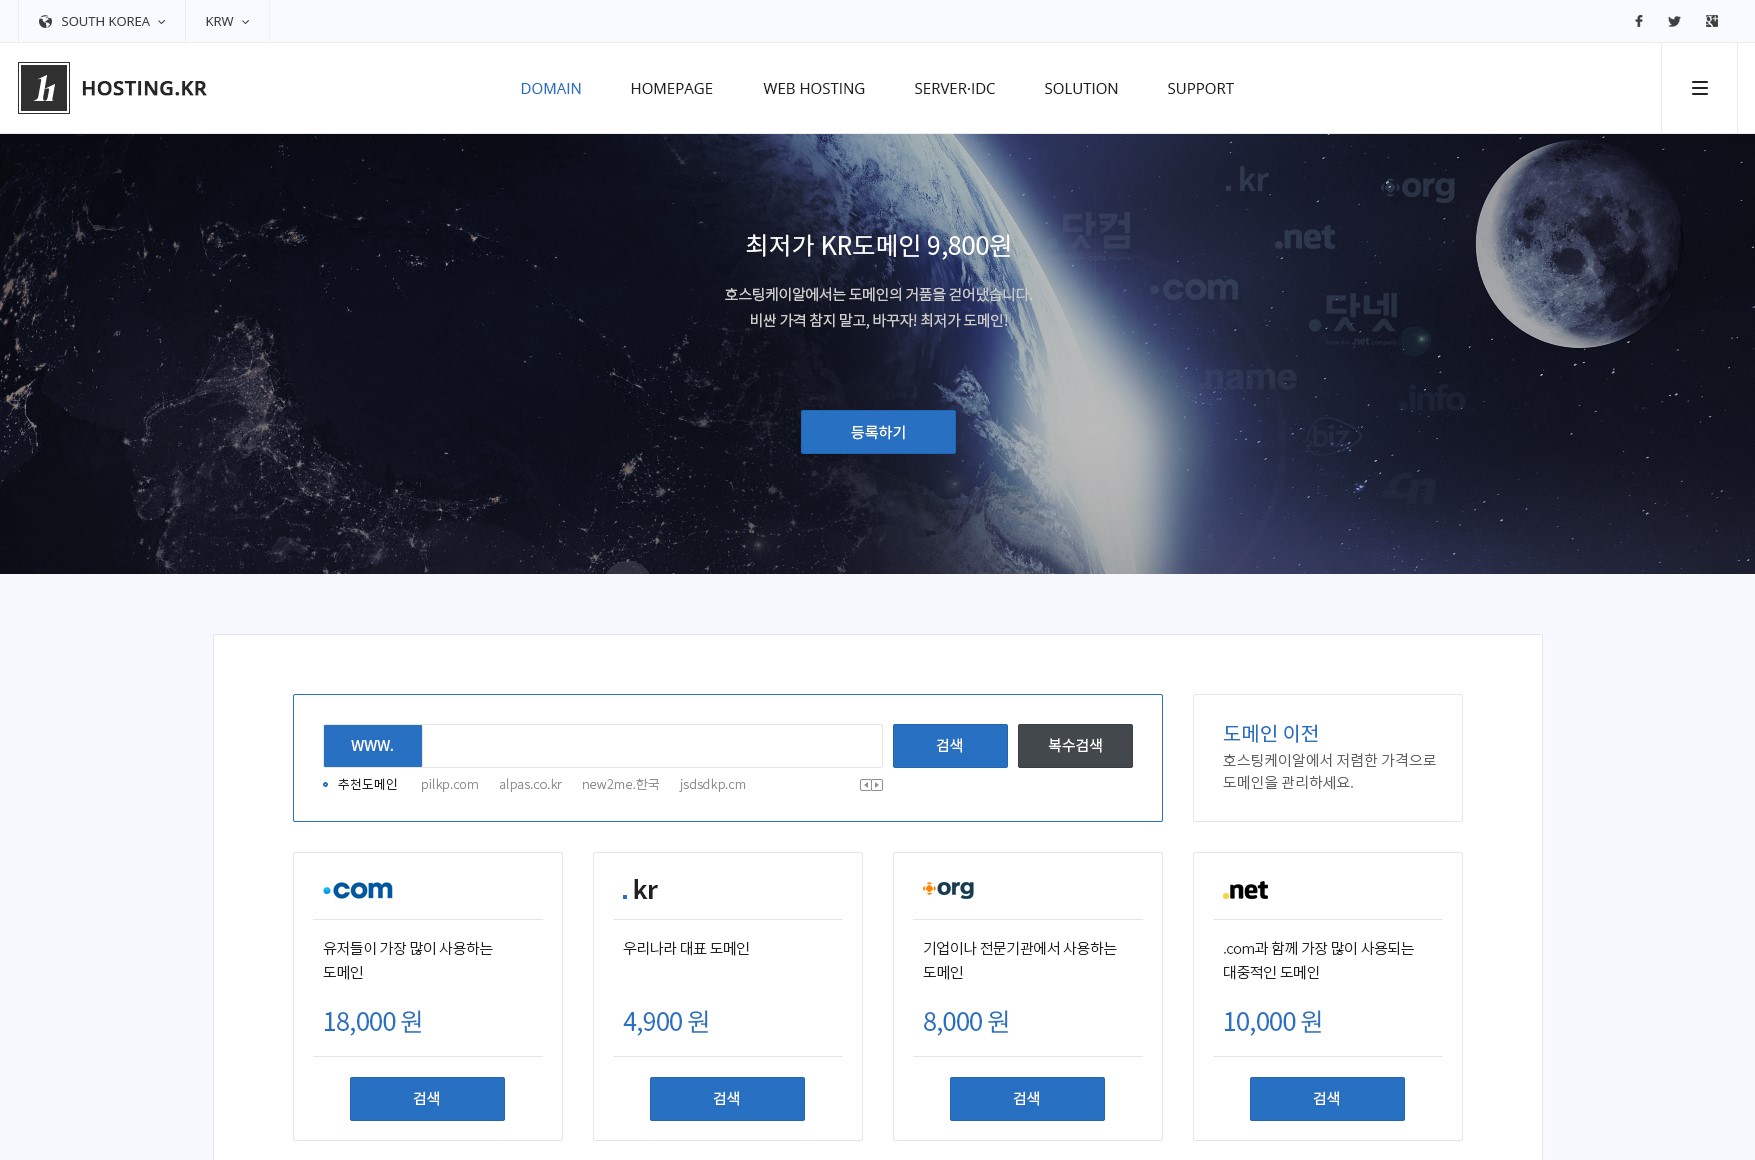 SOUTH KOREA
KRW
HOSTING.KR
DOMAIN
HOMEPAGE
WEB HOSTING
SERVER·IDC
SOLUTION
SUPPORT
.kr
org
닷컴
.net
.com
.닷넷
.name
.info
biz
cn
최저가 KR도메인 9,800원
호스팅케이알에서는 도메인의 거품을 걷어냈습니다.
비싼 가격 참지 말고, 바꾸자! 최저가 도메인!
등록하기
WWW.
검색
복수검색
추천도메인
pilkp.com
alpas.co.kr
new2me.한국
jsdsdkp.cm
도메인 이전
호스팅케이알에서 저렴한 가격으로
도메인을 관리하세요.
.com
유저들이 가장 많이 사용하는
도메인
18,000 원
검색
.kr
우리나라 대표 도메인
4,900 원
검색
org
기업이나 전문기관에서 사용하는
도메인
8,000 원
검색
.net
.com과 함께 가장 많이 사용되는
대중적인 도메인
10,000 원
검색